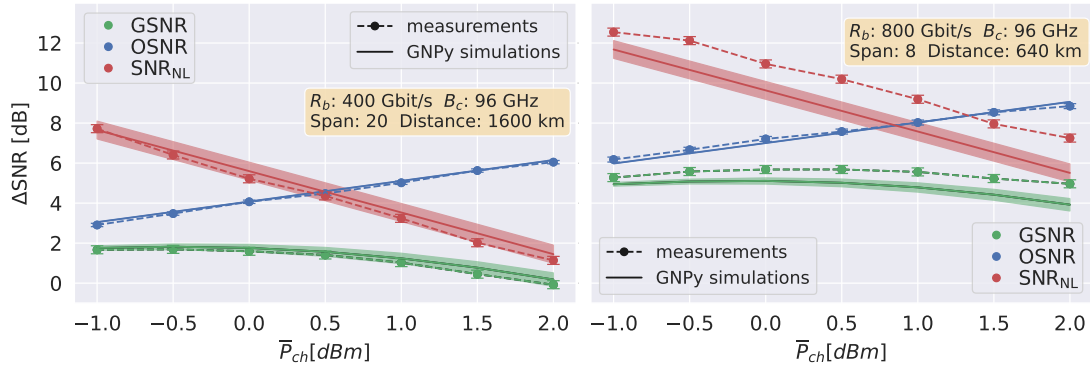 GSNR
OSNR
SNR_NL
measurements
GNPy simulations
R_b: 400 Gbit/s B_c: 96 GHz
Span: 20 Distance: 1600 km
ΔSNR [dB]
12
10
8
6
4
2
0
−1.0 −0.5 0.0 0.5 1.0 1.5 2.0
P̅_ch[dBm]
R_b: 800 Gbit/s B_c: 96 GHz
Span: 8 Distance: 640 km
measurements
GNPy simulations
GSNR
OSNR
SNR_NL
−1.0 −0.5 0.0 0.5 1.0 1.5 2.0
P̅_ch[dBm]